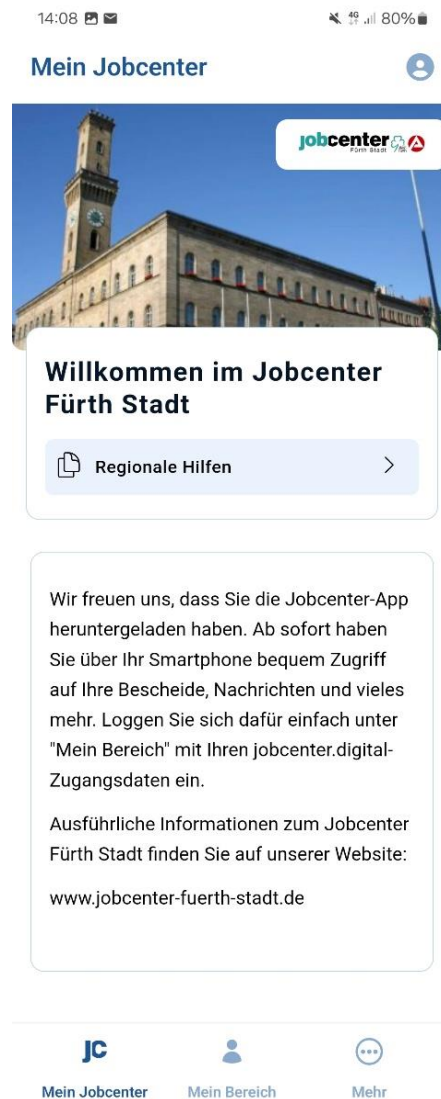 14:08
4G
80%
Mein Jobcenter
jobcenter
Fürth Stadt
Willkommen im Jobcenter
Fürth Stadt
Regionale Hilfen
Wir freuen uns, dass Sie die Jobcenter-App
heruntergeladen haben. Ab sofort haben
Sie über Ihr Smartphone bequem Zugriff
auf Ihre Bescheide, Nachrichten und vieles
mehr. Loggen Sie sich dafür einfach unter
"Mein Bereich" mit Ihren jobcenter.digital-
Zugangsdaten ein.
Ausführliche Informationen zum Jobcenter
Fürth Stadt finden Sie auf unserer Website:
www.jobcenter-fuerth-stadt.de
JC
Mein Jobcenter
Mein Bereich
Mehr